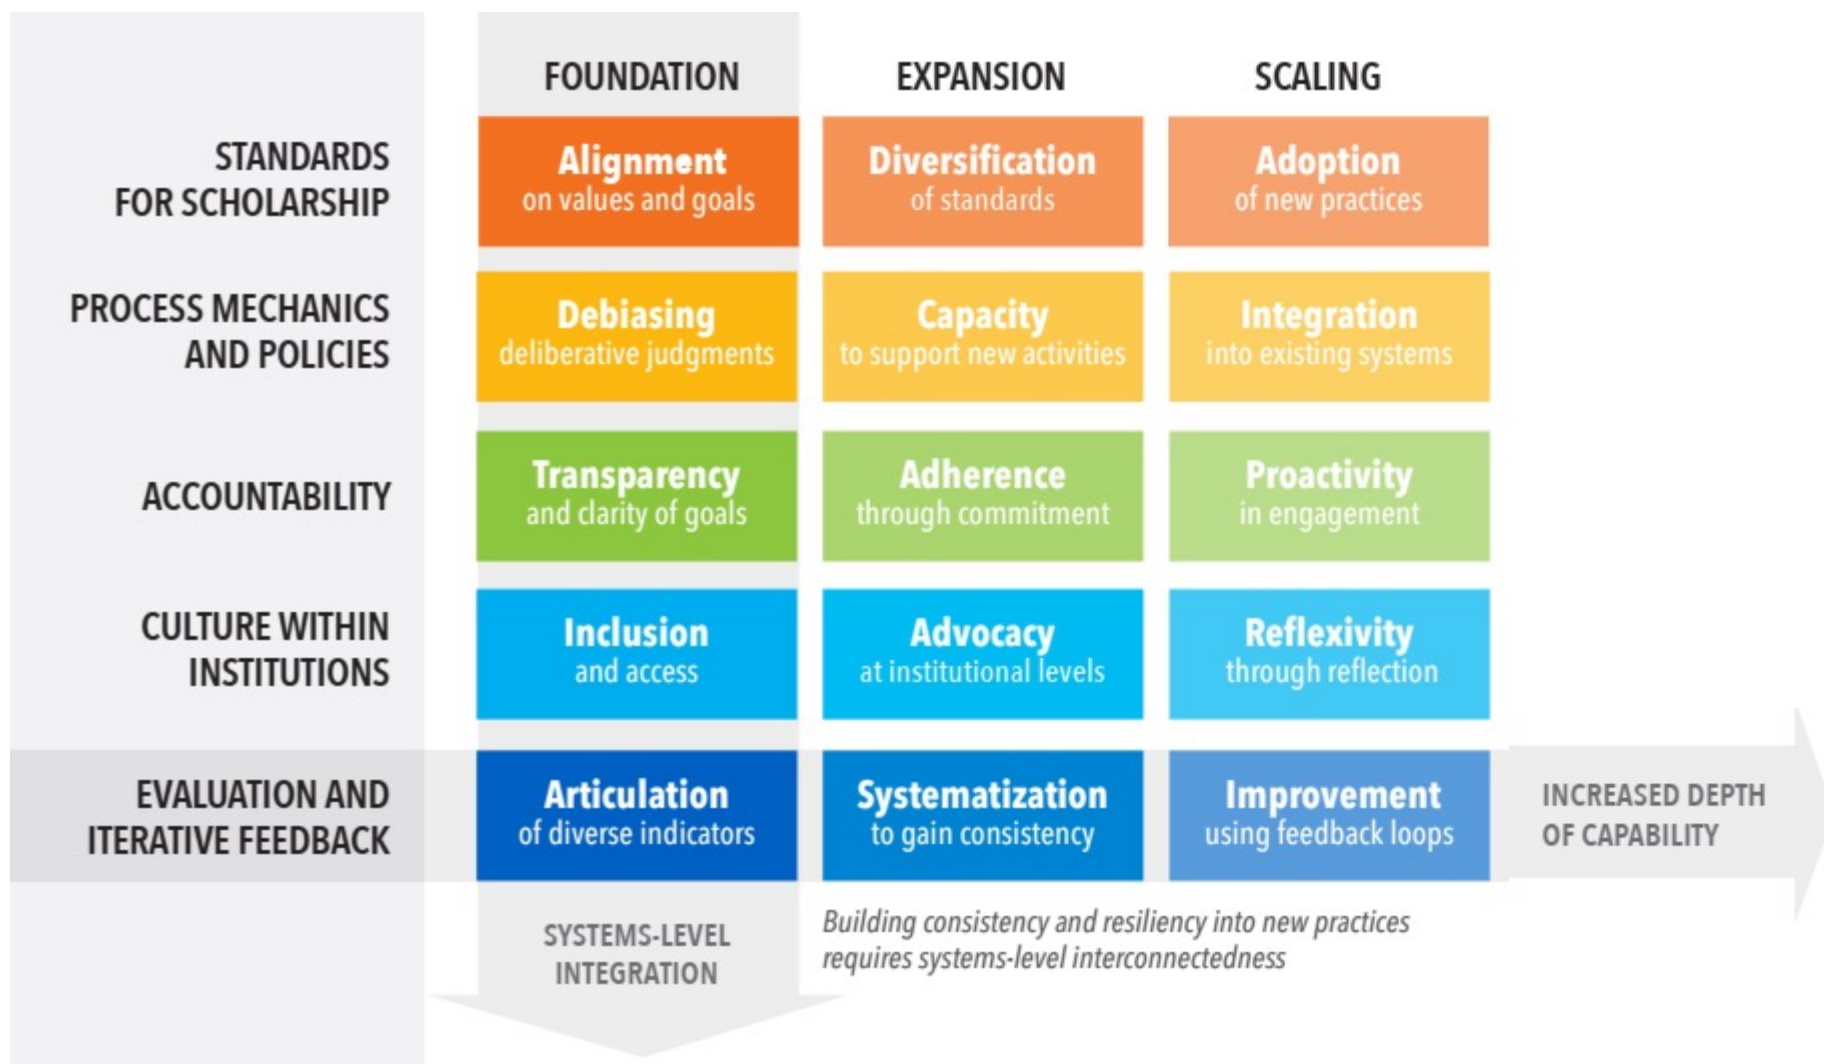 FOUNDATION
EXPANSION
SCALING
STANDARDS
FOR SCHOLARSHIP
Alignment
on values and goals
Diversification
of standards
Adoption
of new practices
PROCESS MECHANICS
AND POLICIES
Debiasing
deliberative judgments
Capacity
to support new activities
Integration
into existing systems
ACCOUNTABILITY
Transparency
and clarity of goals
Adherence
through commitment
Proactivity
in engagement
CULTURE WITHIN
INSTITUTIONS
Inclusion
and access
Advocacy
at institutional levels
Reflexivity
through reflection
EVALUATION AND
ITERATIVE FEEDBACK
Articulation
of diverse indicators
Systematization
to gain consistency
Improvement
using feedback loops
INCREASED DEPTH
OF CAPABILITY
SYSTEMS-LEVEL
INTEGRATION
Building consistency and resiliency into new practices
requires systems-level interconnectedness